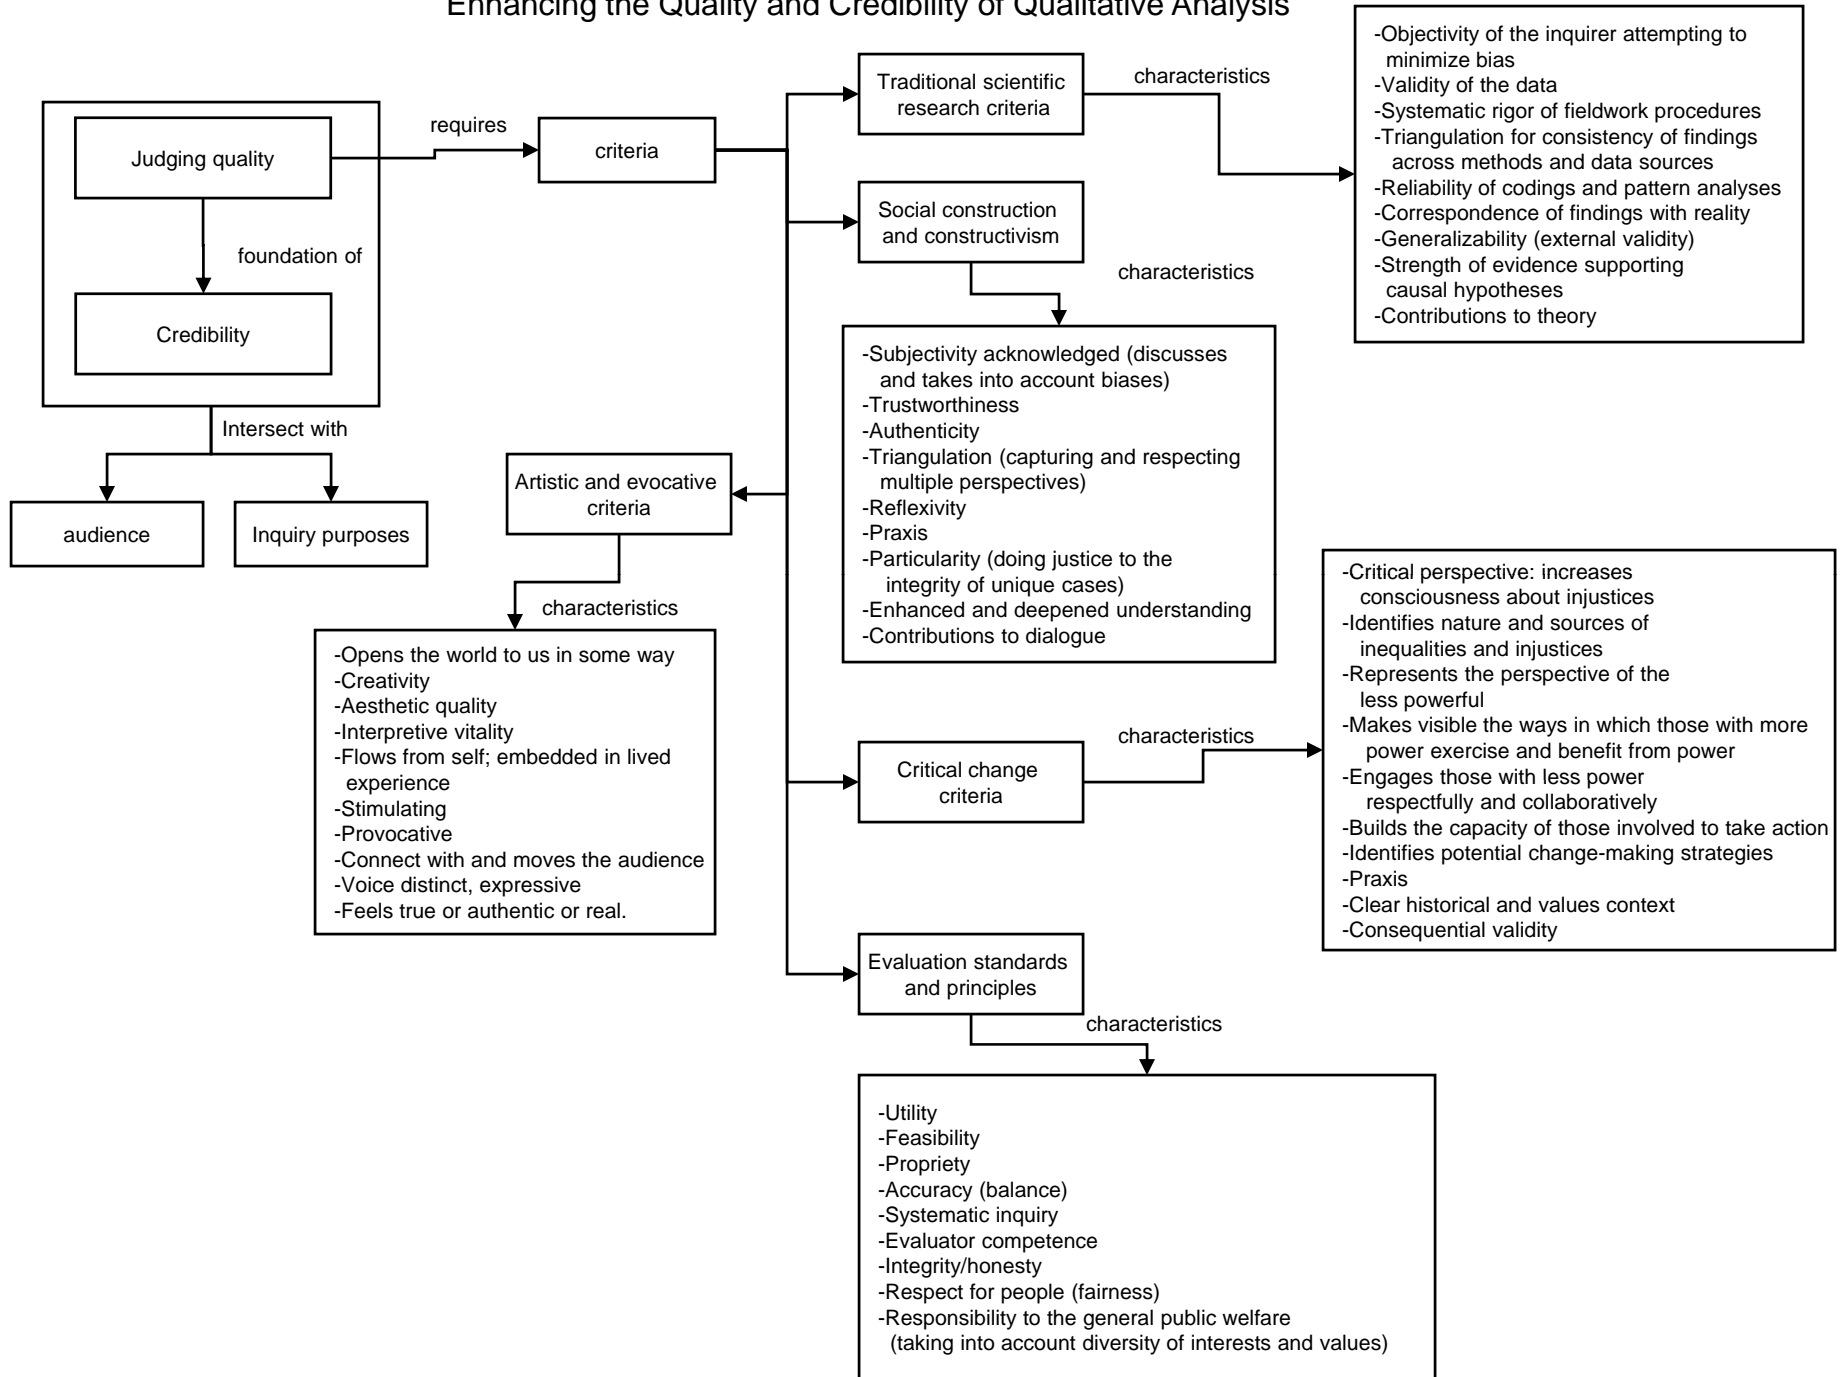 Enhancing the Quality and Credibility of Qualitative Analysis
Judging quality
foundation of
Credibility
Intersect with
audience
Inquiry purposes
requires
criteria
Traditional scientific
research criteria
characteristics
-Objectivity of the inquirer attempting to
minimize bias
-Validity of the data
-Systematic rigor of fieldwork procedures
-Triangulation for consistency of findings
across methods and data sources
-Reliability of codings and pattern analyses
-Correspondence of findings with reality
-Generalizability (external validity)
-Strength of evidence supporting
causal hypotheses
-Contributions to theory
Social construction
and constructivism
characteristics
-Subjectivity acknowledged (discusses
and takes into account biases)
-Trustworthiness
-Authenticity
-Triangulation (capturing and respecting
multiple perspectives)
-Reflexivity
-Praxis
-Particularity (doing justice to the
integrity of unique cases)
-Enhanced and deepened understanding
-Contributions to dialogue
Artistic and evocative
criteria
characteristics
-Opens the world to us in some way
-Creativity
-Aesthetic quality
-Interpretive vitality
-Flows from self; embedded in lived
experience
-Stimulating
-Provocative
-Connect with and moves the audience
-Voice distinct, expressive
-Feels true or authentic or real.
Critical change
criteria
characteristics
-Critical perspective: increases
consciousness about injustices
-Identifies nature and sources of
inequalities and injustices
-Represents the perspective of the
less powerful
-Makes visible the ways in which those with more
power exercise and benefit from power
-Engages those with less power
respectfully and collaboratively
-Builds the capacity of those involved to take action
-Identifies potential change-making strategies
-Praxis
-Clear historical and values context
-Consequential validity
Evaluation standards
and principles
characteristics
-Utility
-Feasibility
-Propriety
-Accuracy (balance)
-Systematic inquiry
-Evaluator competence
-Integrity/honesty
-Respect for people (fairness)
-Responsibility to the general public welfare
(taking into account diversity of interests and values)